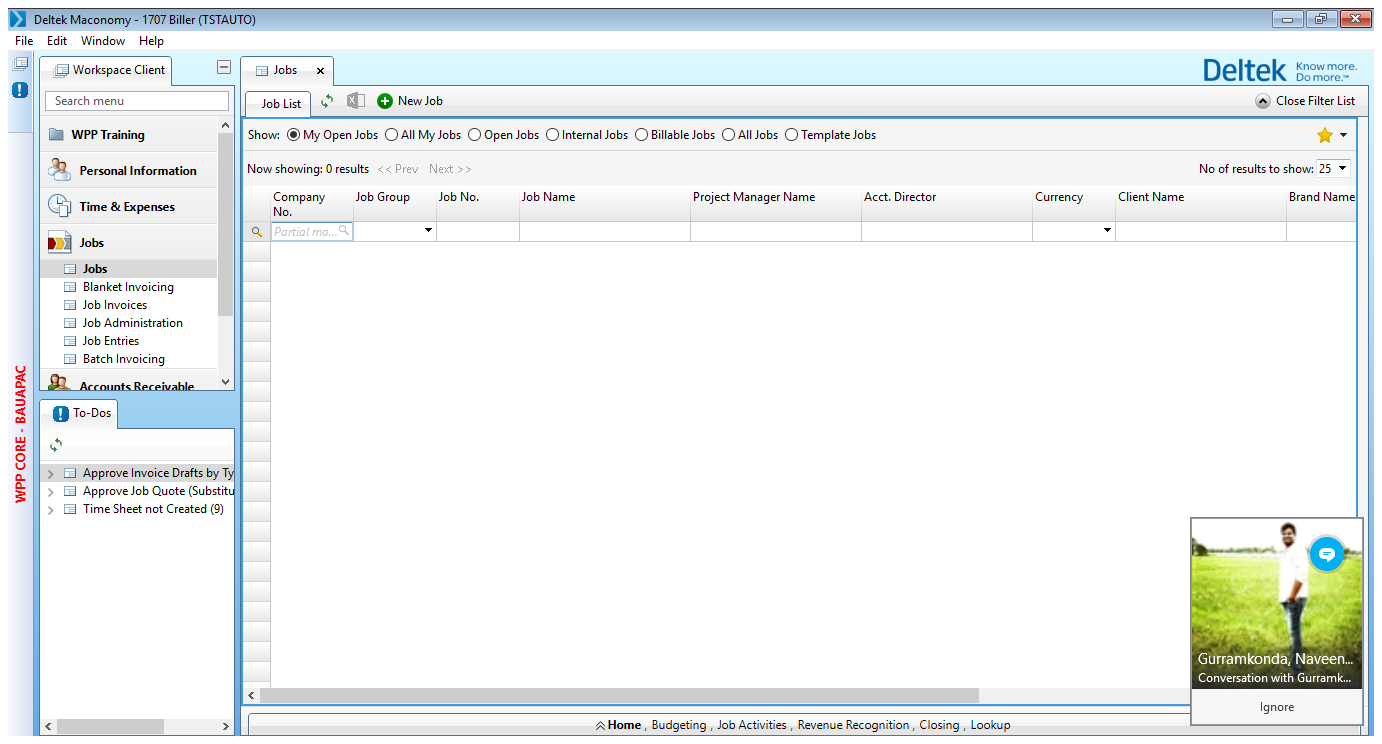 Deltek Maconomy - 1707 Biller (TSTAUTO)
File Edit Window Help
Workspace Client
Search menu
WPP Training
Personal Information
Time & Expenses
Jobs
Jobs
Blanket Invoicing
Job Invoices
Job Administration
Job Entries
Batch Invoicing
Accounts Receivable
WPP CORE - BAUAPAC
To-Dos
Approve Invoice Drafts by Ty
Approve Job Quote (Substitu
Time Sheet not Created (9)
Jobs
Deltek Know more.
Do more.™
Job List New Job Close Filter List
Show: My Open Jobs All My Jobs Open Jobs Internal Jobs Billable Jobs All Jobs Template Jobs
Now showing: 0 results << Prev Next >> No of results to show: 25
Company No. Job Group Job No. Job Name Project Manager Name Acct. Director Currency Client Name Brand Name
Partial ma...
Gurramkonda, Naveen...
Conversation with Gurramk...
Ignore
Home , Budgeting , Job Activities , Revenue Recognition , Closing , Lookup